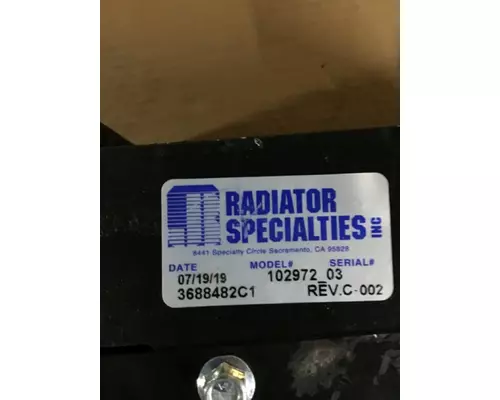 RADIATOR
SPECIALTIES INC
8441 Specialty Circle Sacramento, CA 95828
DATE MODEL# SERIAL#
07/19/19 102972_03
3688482C1 REV.C-002